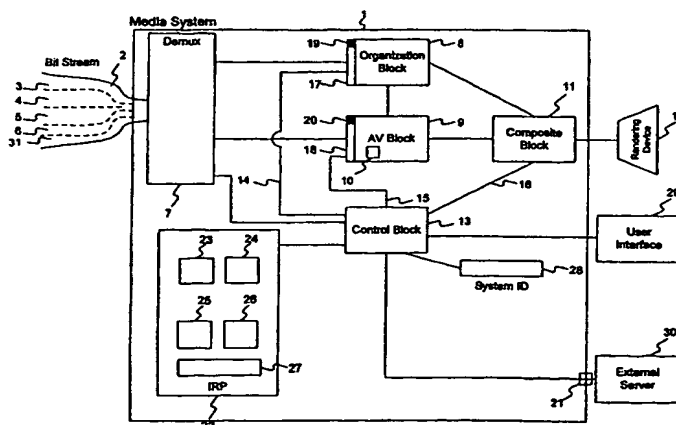 Media System
1
Demux
Bit Stream
2
3
4
5
6
31
7
19
8
Organization
Block
17
20
9
AV Block
18
10
11
Composite
Block
Rendering
Device
14
15
16
13
Control Block
29
User
Interface
28
System ID
23
24
25
26
27
IRP
30
External
Server
21